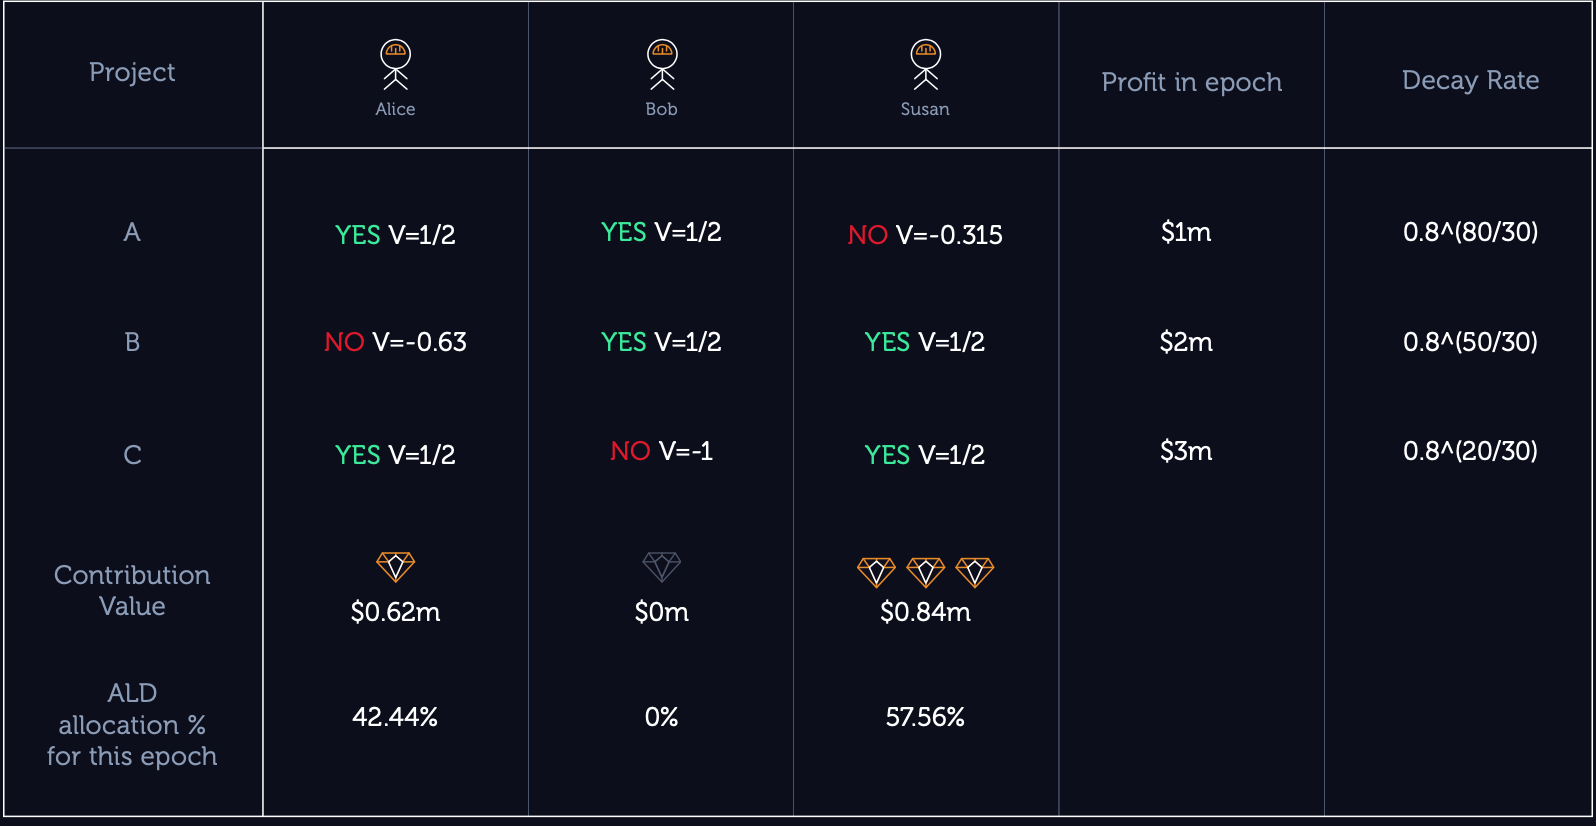 Project
Alice
Bob
Susan
Profit in epoch
Decay Rate
A
YES V=1/2
YES V=1/2
NO V=-0.315
$1m
0.8^(80/30)
B
NO V=-0.63
YES V=1/2
YES V=1/2
$2m
0.8^(50/30)
C
YES V=1/2
NO V=-1
YES V=1/2
$3m
0.8^(20/30)
Contribution
Value
$0.62m
$0m
$0.84m
ALD
allocation %
for this epoch
42.44%
0%
57.56%